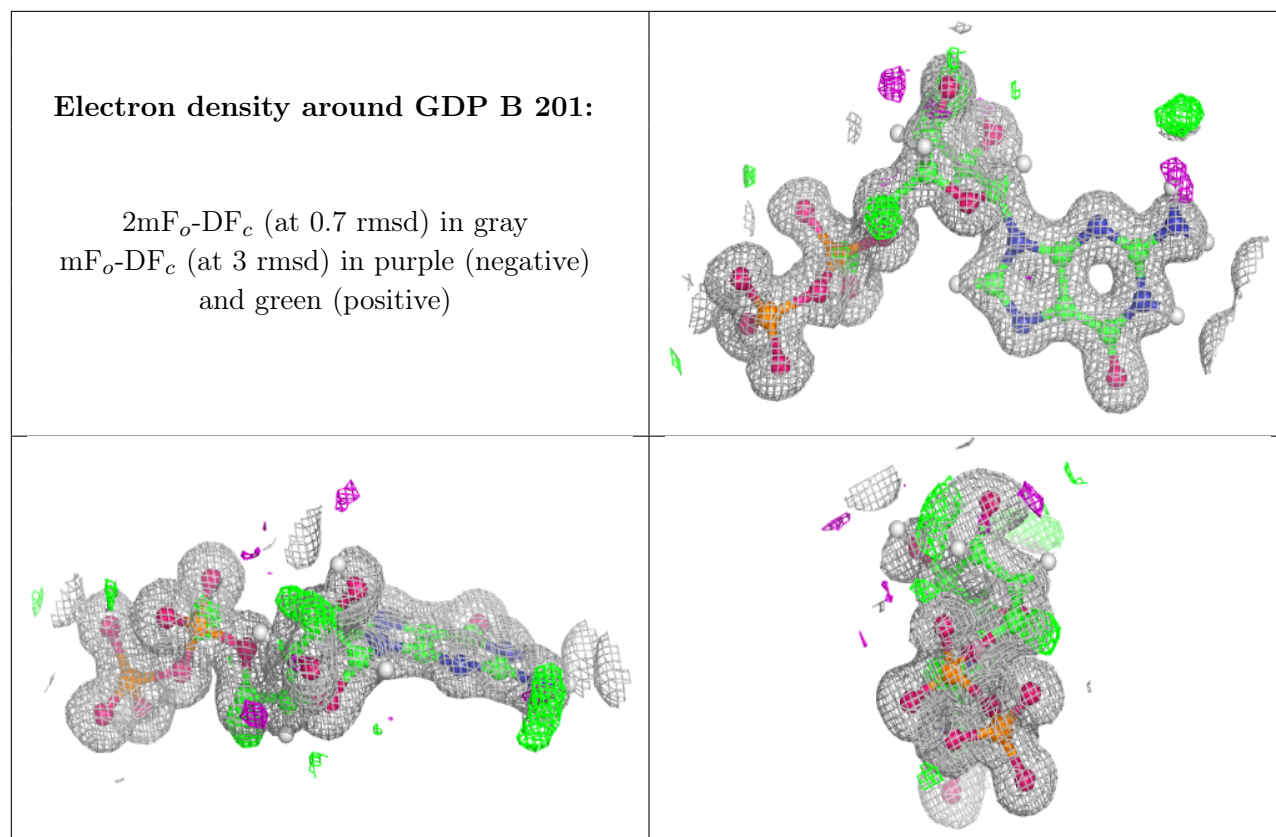 Electron density around GDP B 201:
2mFₒ-DF𝒸 (at 0.7 rmsd) in gray
mFₒ-DF𝒸 (at 3 rmsd) in purple (negative)
and green (positive)